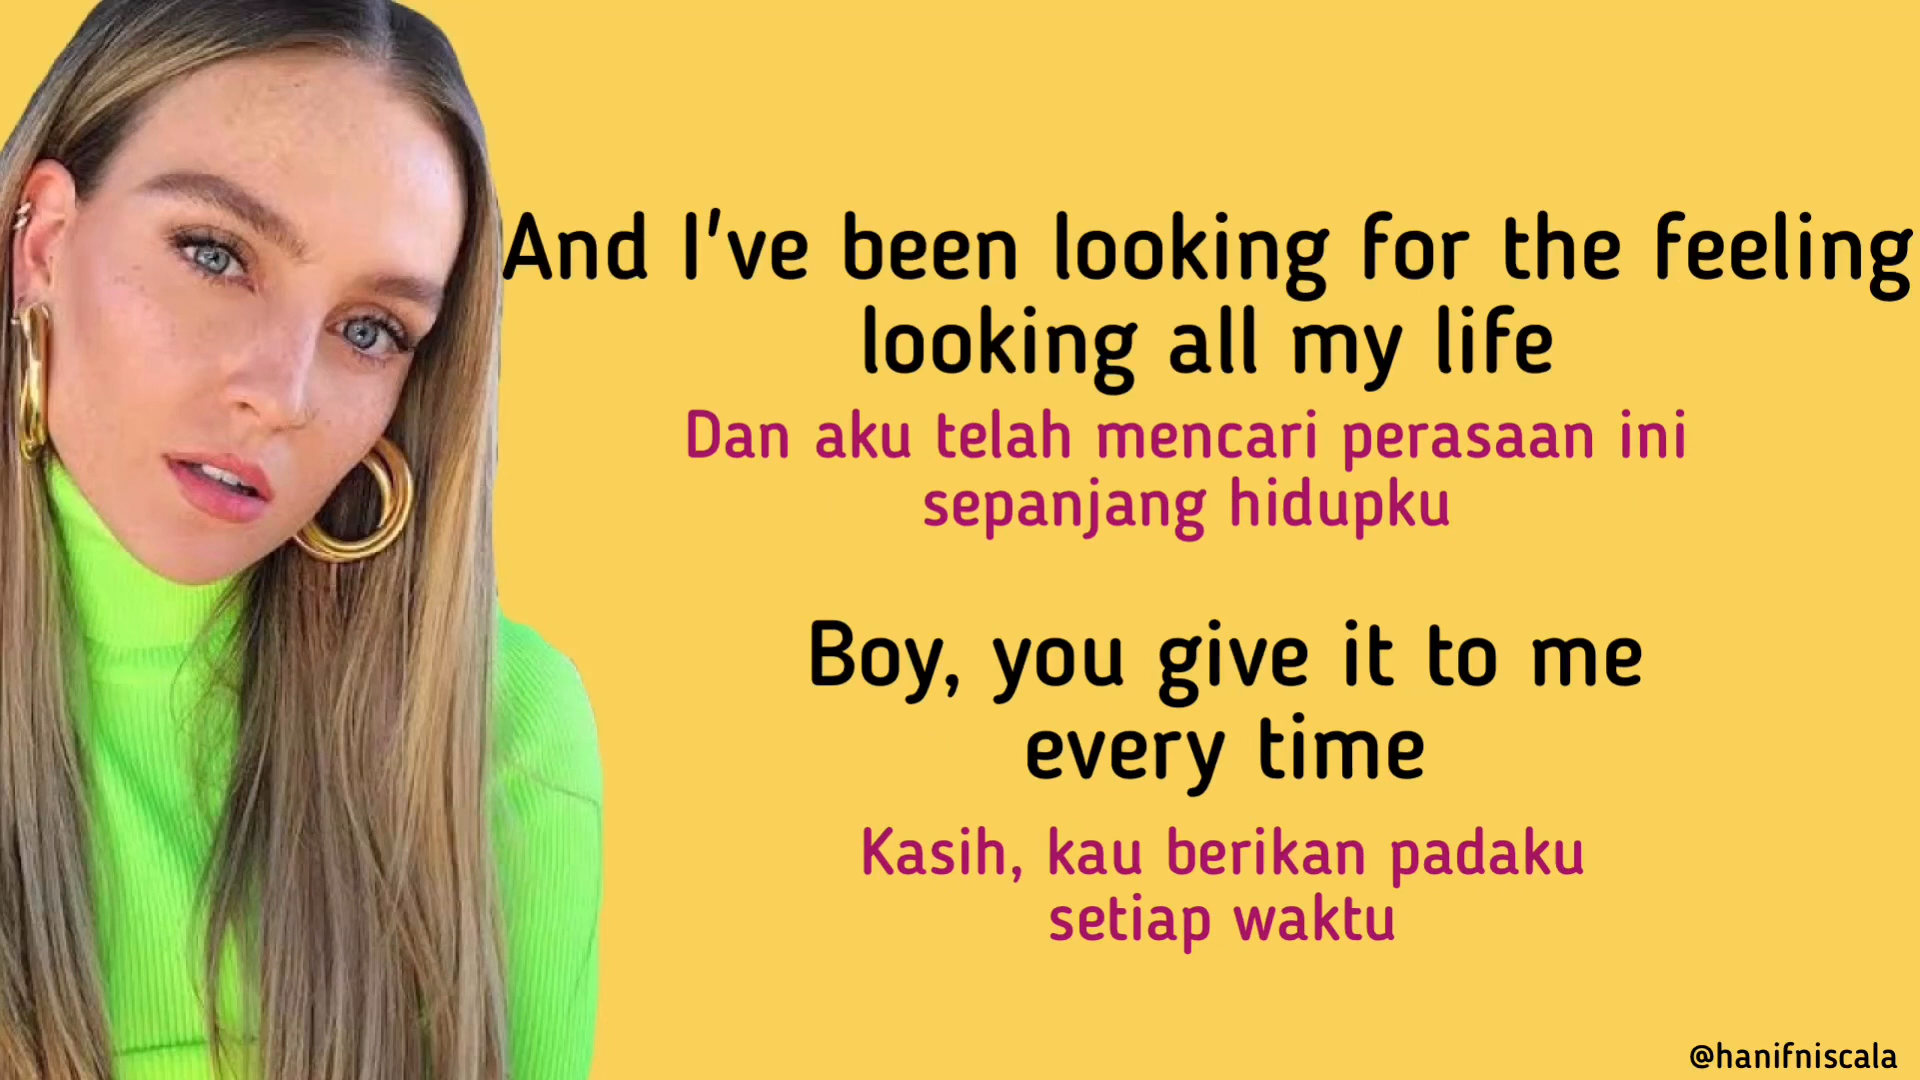 And I've been looking for the feeling
looking all my life
Dan aku telah mencari perasaan ini
sepanjang hidupku
Boy, you give it to me
every time
Kasih, kau berikan padaku
setiap waktu
@hanifniscala